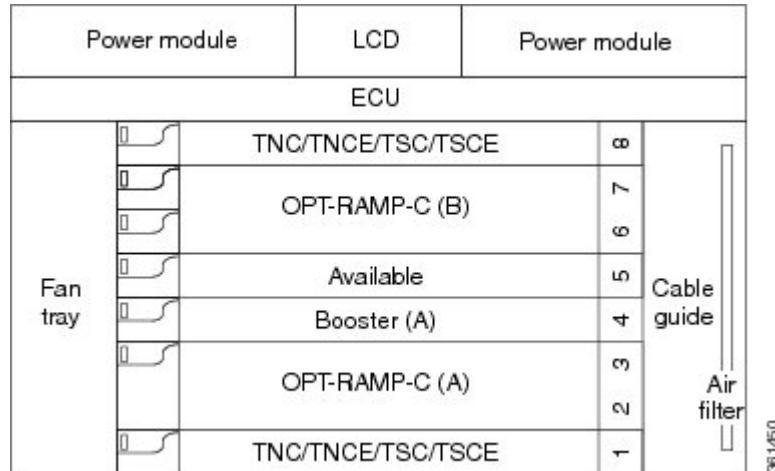 Power module
LCD
Power module
ECU
TNC/TNCE/TSC/TSCE
8
OPT-RAMP-C (B)
7
6
Available
5
Booster (A)
4
OPT-RAMP-C (A)
3
2
TNC/TNCE/TSC/TSCE
1
Fan
tray
Cable
guide
Air
filter
361450